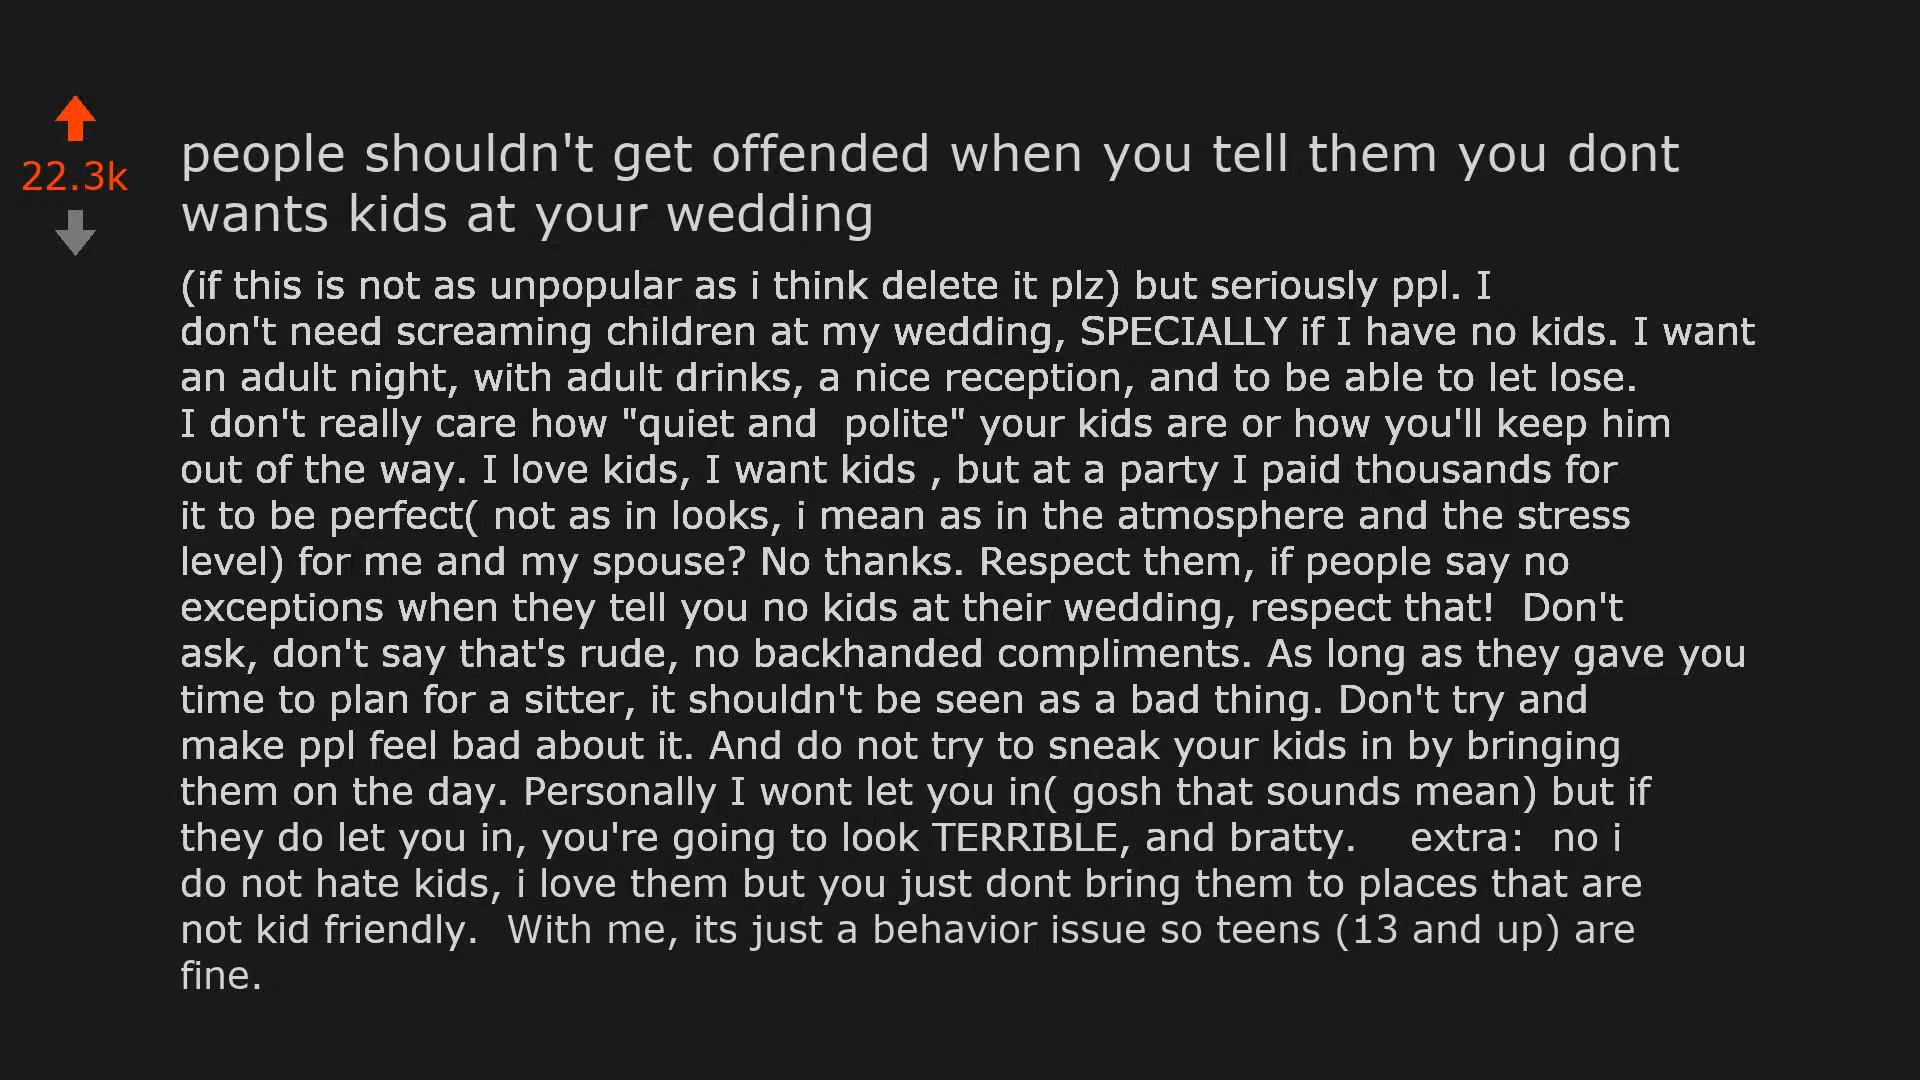 people shouldn't get offended when you tell them you dont
wants kids at your wedding
22.3k
(if this is not as unpopular as i think delete it plz) but seriously ppl. I
don't need screaming children at my wedding, SPECIALLY if I have no kids. I want
an adult night, with adult drinks, a nice reception, and to be able to let lose.
I don't really care how "quiet and  polite" your kids are or how you'll keep him
out of the way. I love kids, I want kids , but at a party I paid thousands for
it to be perfect( not as in looks, i mean as in the atmosphere and the stress
level) for me and my spouse? No thanks. Respect them, if people say no
exceptions when they tell you no kids at their wedding, respect that!  Don't
ask, don't say that's rude, no backhanded compliments. As long as they gave you
time to plan for a sitter, it shouldn't be seen as a bad thing. Don't try and
make ppl feel bad about it. And do not try to sneak your kids in by bringing
them on the day. Personally I wont let you in( gosh that sounds mean) but if
they do let you in, you're going to look TERRIBLE, and bratty.    extra:  no i
do not hate kids, i love them but you just dont bring them to places that are
not kid friendly.  With me, its just a behavior issue so teens (13 and up) are
fine.